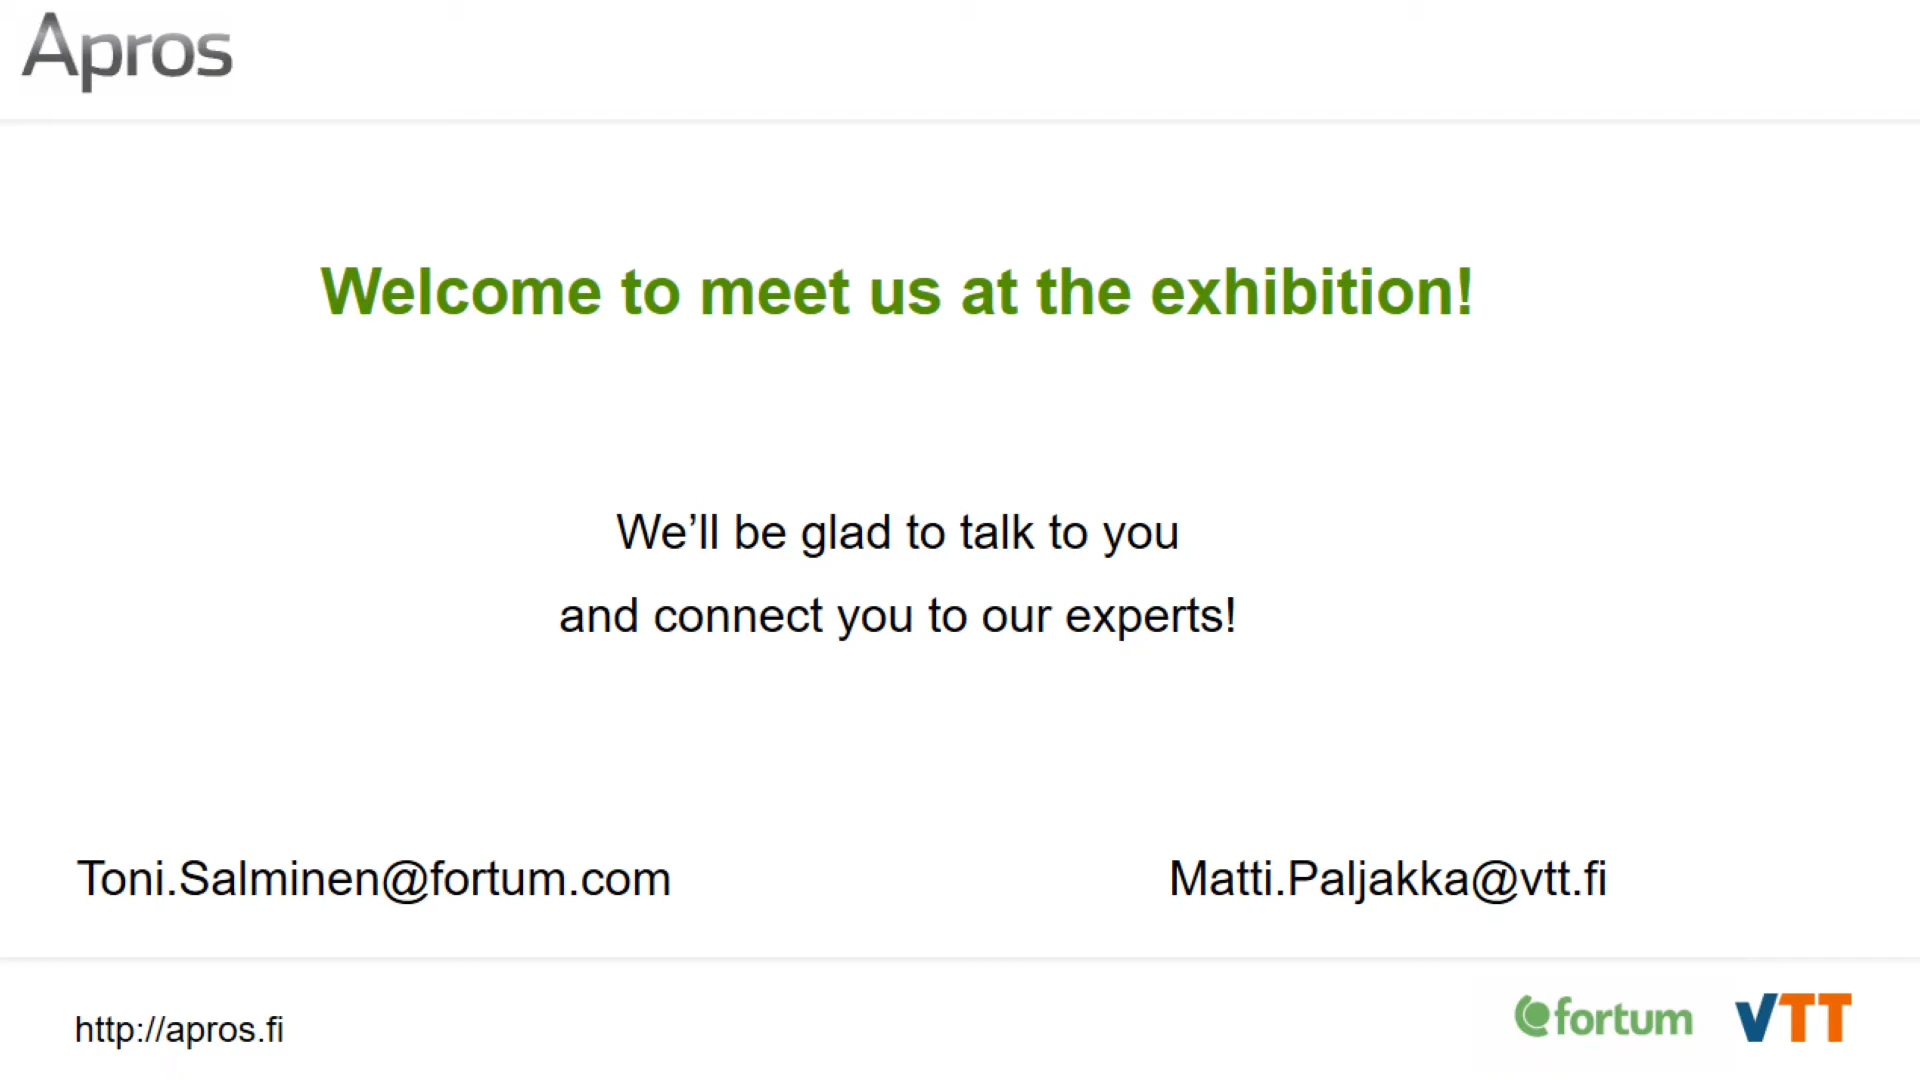 Apros
Welcome to meet us at the exhibition!
We’ll be glad to talk to you
and connect you to our experts!
Toni.Salminen@fortum.com
Matti.Paljakka@vtt.fi
http://apros.fi
fortum
VTT